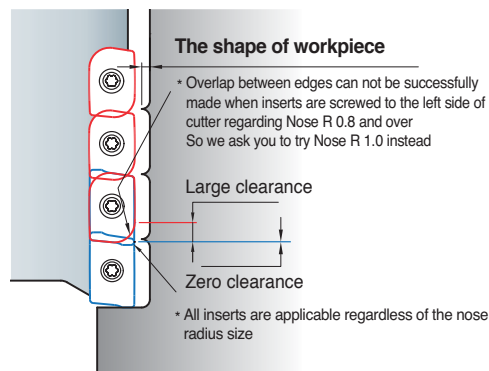 The shape of workpiece
* Overlap between edges can not be successfully
made when inserts are screwed to the left side of
cutter regarding Nose R 0.8 and over
So we ask you to try Nose R 1.0 instead
Large clearance
Zero clearance
* All inserts are applicable regardless of the nose
radius size